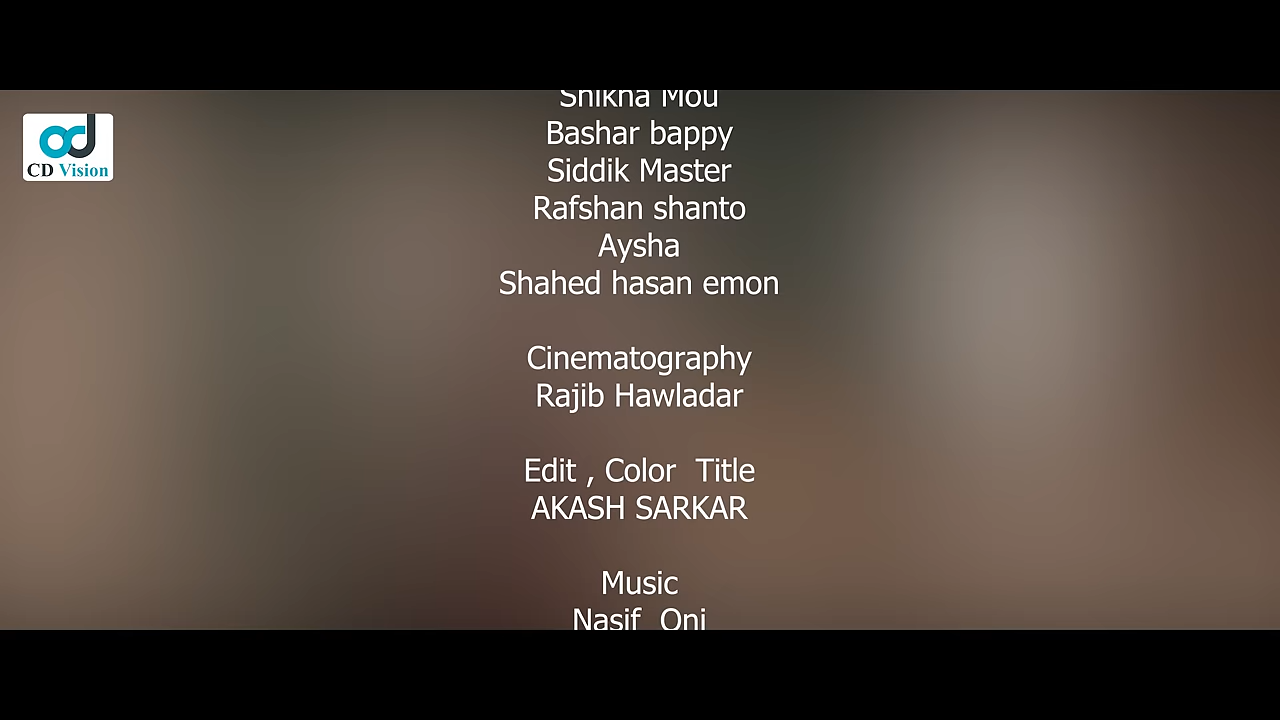 CD Vision
Shikha Mou
Bashar bappy
Siddik Master
Rafshan shanto
Aysha
Shahed hasan emon
Cinematography
Rajib Hawladar
Edit , Color  Title
AKASH SARKAR
Music
Nasif  Oni